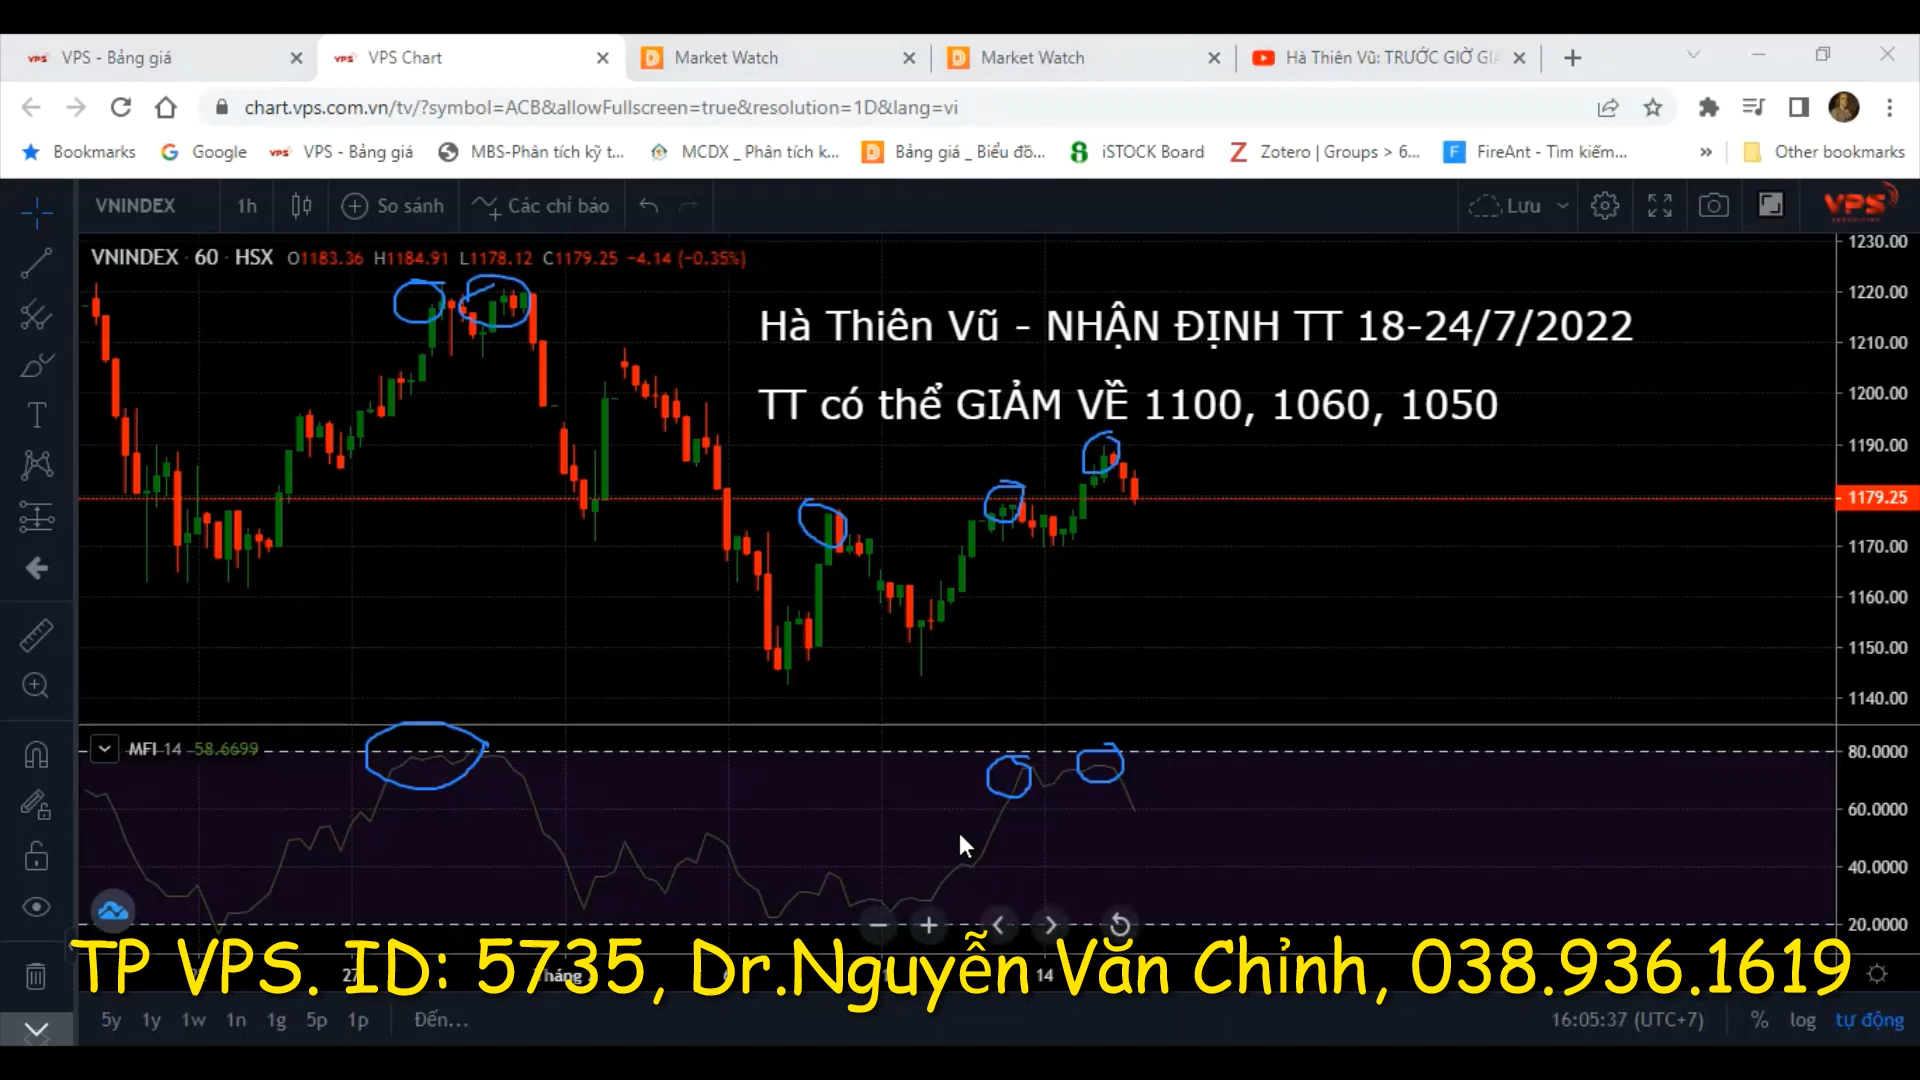 VPS - Bảng giá
VPS Chart
Market Watch
Market Watch
Hà Thiên Vũ: TRƯỚC GIỜ GIA
chart.vps.com.vn/tv/?symbol=ACB&allowFullscreen=true&resolution=1D&lang=vi
Bookmarks Google VPS - Bảng giá MBS-Phân tích kỹ t... MCDX _ Phân tích k... Bảng giá _ Biểu đồ... iSTOCK Board Zotero | Groups > 6... FireAnt - Tìm kiếm... » Other bookmarks
VNINDEX 1h So sánh Các chỉ báo Lưu VPS
VNINDEX · 60 · HSX O1183.36 H1184.91 L1178.12 C1179.25 −4.14 (−0.35%)
Hà Thiên Vũ - NHẬN ĐỊNH TT 18-24/7/2022
TT có thể GIẢM VỀ 1100, 1060, 1050
1230.00
1220.00
1210.00
1200.00
1190.00
1179.25
1170.00
1160.00
1150.00
1140.00
MFI 14 58.6699
80.0000
60.0000
40.0000
20.0000
27
14
TP VPS. ID: 5735, Dr.Nguyễn Văn Chỉnh, 038.936.1619
5y 1y 1w 1n 1g 5p 1p Đến...
16:05:37 (UTC+7) % log tự động